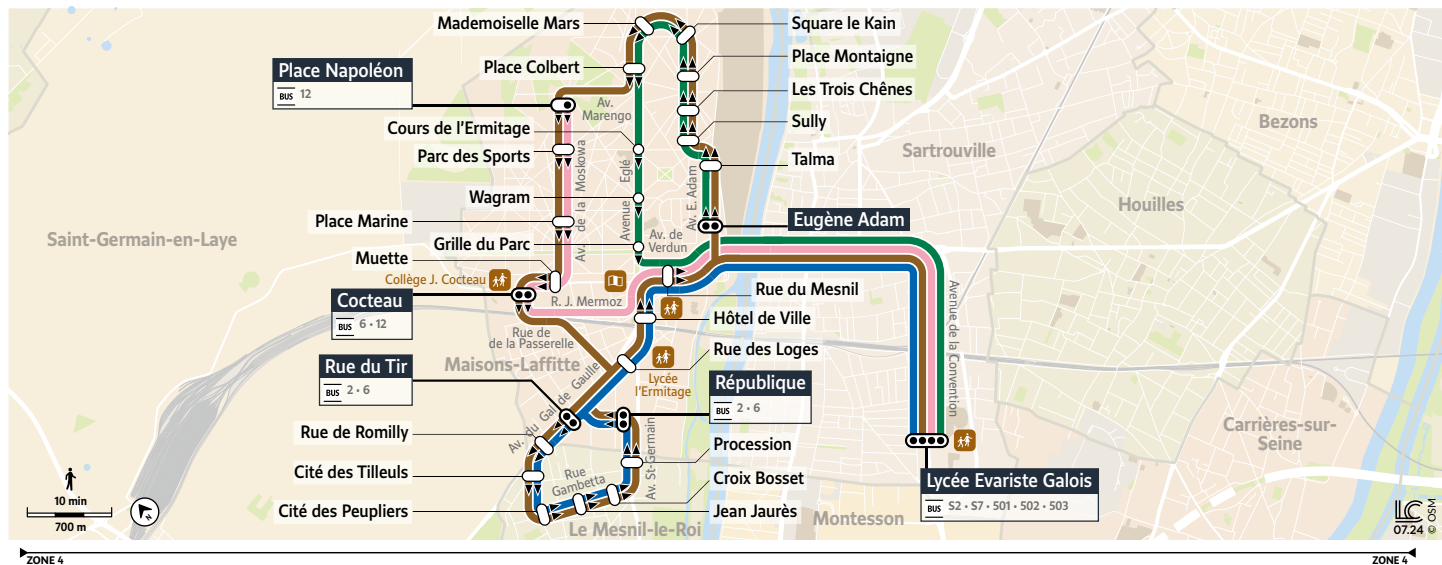 Mademoiselle Mars
Square le Kain
Place Colbert
Place Montaigne
Place Napoléon
BUS 12
Av.
Marengo
Les Trois Chênes
Bezons
Cours de l'Ermitage
Sully
Parc des Sports
Talma
Sartrouville
Wagram
Av. de la Moskowa
Avenue Eglé
Av. E. Adam
Houilles
Place Marine
Eugène Adam
Saint-Germain-en-Laye
Grille du Parc
Av. de
Verdun
Muette
Collège J. Cocteau
Rue du Mesnil
Cocteau
BUS 6 • 12
R. J. Mermoz
Hôtel de Ville
Avenue de la Convention
Rue de
de la Passerelle
Rue des Loges
Maisons-Laffitte
Rue du Tir
BUS 2 • 6
Lycée
l'Ermitage
République
BUS 2 • 6
Av. du Gal de Gaulle
Rue de Romilly
Av. St-Germain
Procession
Carrières-sur-
Seine
Cité des Tilleuls
Rue
Gambetta
Croix Bosset
Lycée Evariste Galois
BUS S2 • S7 • 501 • 502 • 503
Cité des Peupliers
Jean Jaurès
Le Mesnil-le-Roi
Montesson
10 min
700 m
LC
07.24 © OSM
ZONE 4
ZONE 4